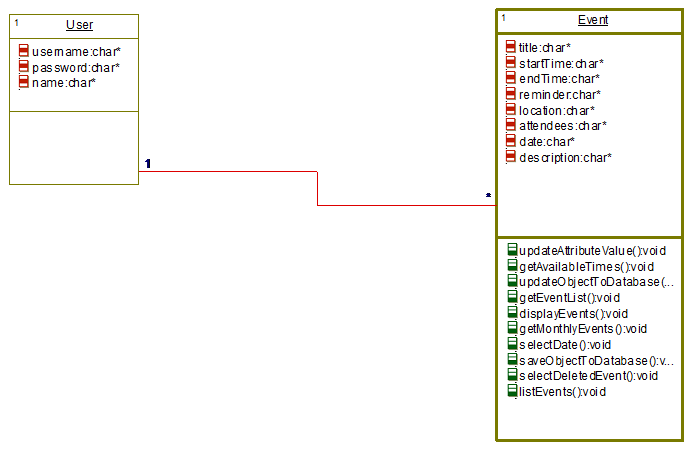 1
User
username:char*
password:char*
name:char*
1
1
Event
title:char*
startTime:char*
endTime:char*
reminder:char*
location:char*
attendees:char*
date:char*
description:char*
*
updateAttributeValue():void
getAvailableTimes():void
updateObjectToDatabase(...
getEventList():void
displayEvents():void
getMonthlyEvents():void
selectDate():void
saveObjectToDatabase():v...
selectDeletedEvent():void
listEvents():void